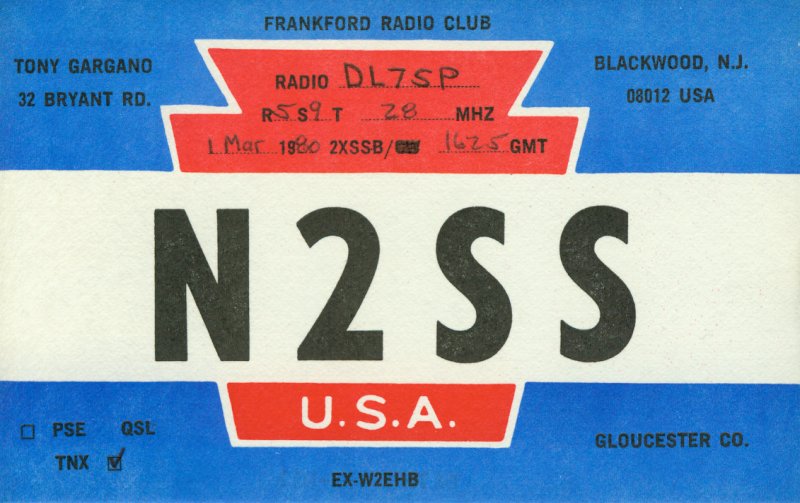 FRANKFORD RADIO CLUB
TONY GARGANO
32 BRYANT RD.
BLACKWOOD, N.J.
08012 USA
RADIO DL7SP
R5 S9 T 28 MHZ
1 Mar 1980 2XSSB/ 1625 GMT
N2SS
U.S.A.
☐ PSE QSL
TNX ☑
GLOUCESTER CO.
EX-W2EHB